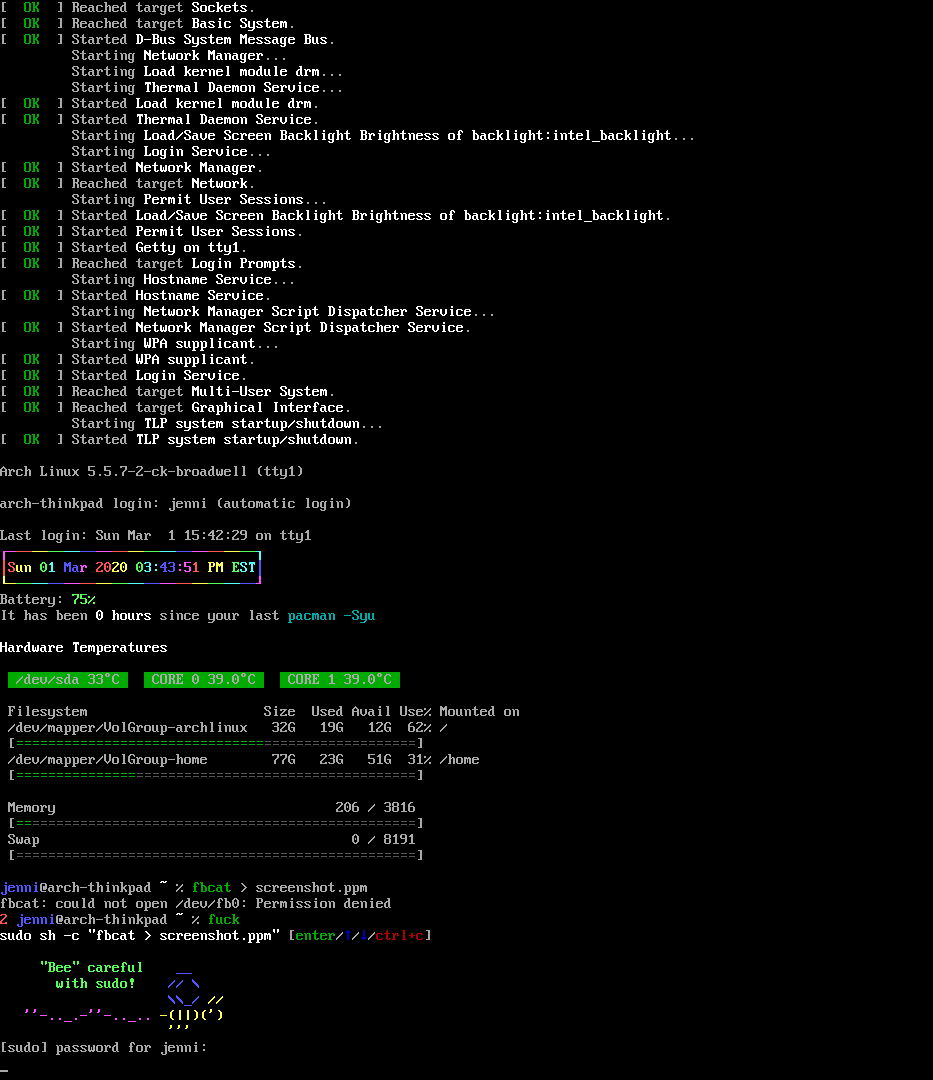 [  OK  ] Reached target Sockets.
[  OK  ] Reached target Basic System.
[  OK  ] Started D-Bus System Message Bus.
         Starting Network Manager...
         Starting Load kernel module drm...
         Starting Thermal Daemon Service...
[  OK  ] Started Load kernel module drm.
[  OK  ] Started Thermal Daemon Service.
         Starting Load/Save Screen Backlight Brightness of backlight:intel_backlight...
         Starting Login Service...
[  OK  ] Started Network Manager.
[  OK  ] Reached target Network.
         Starting Permit User Sessions...
[  OK  ] Started Load/Save Screen Backlight Brightness of backlight:intel_backlight.
[  OK  ] Started Permit User Sessions.
[  OK  ] Started Getty on tty1.
[  OK  ] Reached target Login Prompts.
         Starting Hostname Service...
[  OK  ] Started Hostname Service.
         Starting Network Manager Script Dispatcher Service...
[  OK  ] Started Network Manager Script Dispatcher Service.
         Starting WPA supplicant...
[  OK  ] Started WPA supplicant.
[  OK  ] Started Login Service.
[  OK  ] Reached target Multi-User System.
[  OK  ] Reached target Graphical Interface.
         Starting TLP system startup/shutdown...
[  OK  ] Started TLP system startup/shutdown.
Arch Linux 5.5.7-2-ck-broadwell (tty1)
arch-thinkpad login: jenni (automatic login)
Last login: Sun Mar  1 15:42:29 on tty1
Sun 01 Mar 2020 03:43:51 PM EST
Battery: 75%
It has been 0 hours since your last pacman -Syu
Hardware Temperatures
/dev/sda 33°C   CORE 0 39.0°C   CORE 1 39.0°C
Filesystem                      Size  Used Avail Use% Mounted on
/dev/mapper/VolGroup-archlinux   32G   19G   12G  62% /
[==================================================]
/dev/mapper/VolGroup-home        77G   23G   51G  31% /home
[==================================================]
Memory                                   206 / 3816
[==================================================]
Swap                                       0 / 8191
[==================================================]
jenni@arch-thinkpad ~ % fbcat > screenshot.ppm
fbcat: could not open /dev/fb0: Permission denied
2 jenni@arch-thinkpad ~ % fuck
sudo sh -c "fbcat > screenshot.ppm" [enter/↑/↓/ctrl+c]
     "Bee" careful    __
       with sudo!    // \
                     \\_/ //
   ''-.._.-''-.._.. -(||)(')
                     '''
[sudo] password for jenni:
_